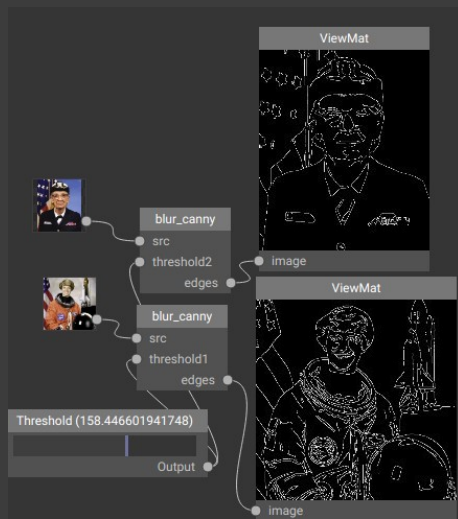 ViewMat
blur_canny
src
threshold2
edges
image
ViewMat
blur_canny
src
threshold1
edges
Threshold (158.446601941748)
Output
image